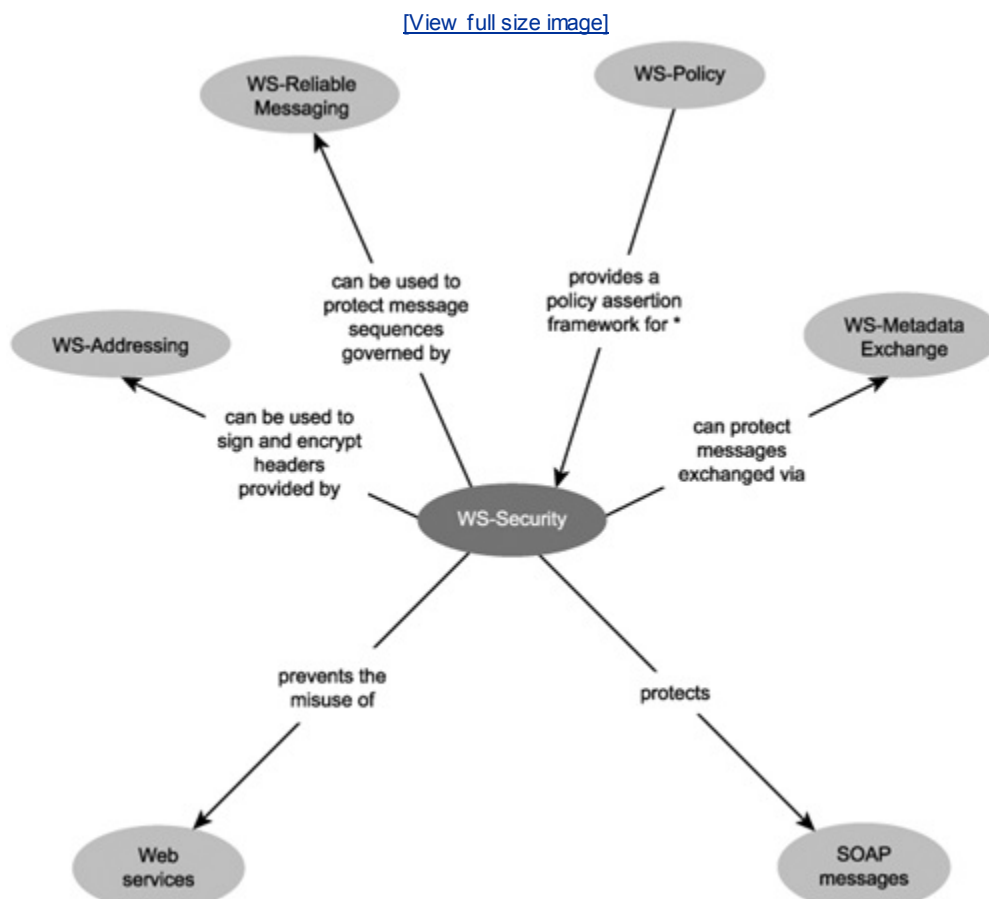 [View full size image]
WS-Reliable
Messaging
WS-Policy
can be used to
protect message
sequences
governed by
provides a
policy assertion
framework for *
WS-Addressing
WS-Metadata
Exchange
can be used to
sign and encrypt
headers
provided by
can protect
messages
exchanged via
WS-Security
prevents the
misuse of
protects
Web
services
SOAP
messages